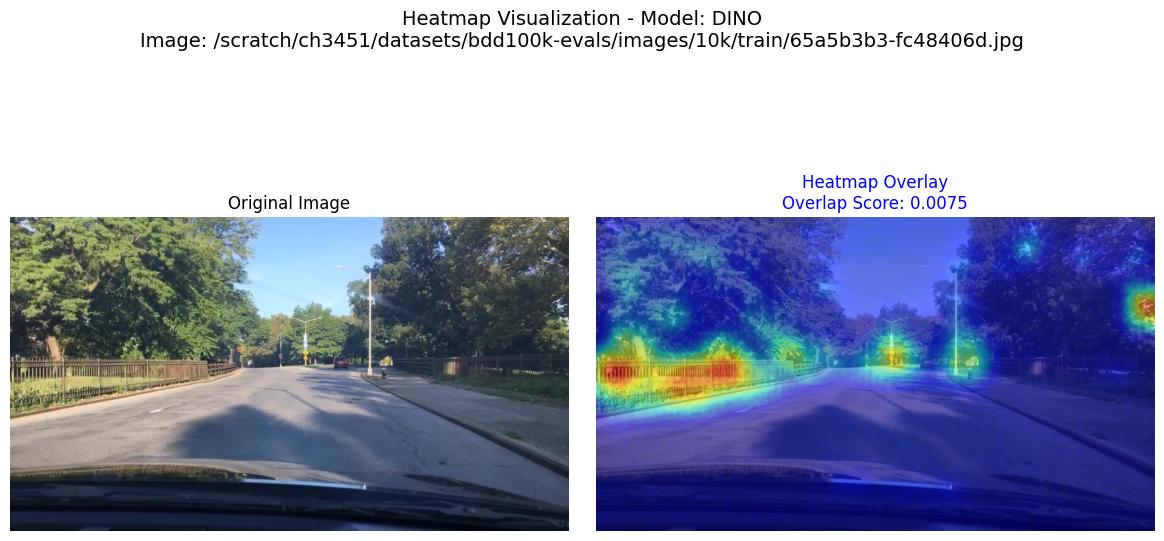 Heatmap Visualization - Model: DINO
Image: /scratch/ch3451/datasets/bdd100k-evals/images/10k/train/65a5b3b3-fc48406d.jpg
Original Image
Heatmap Overlay
Overlap Score: 0.0075